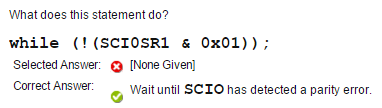 What does this statement do?
while (!(SCI0SR1 & 0x01));
Selected Answer: [None Given]
Correct Answer: Wait until SCI0 has detected a parity error.